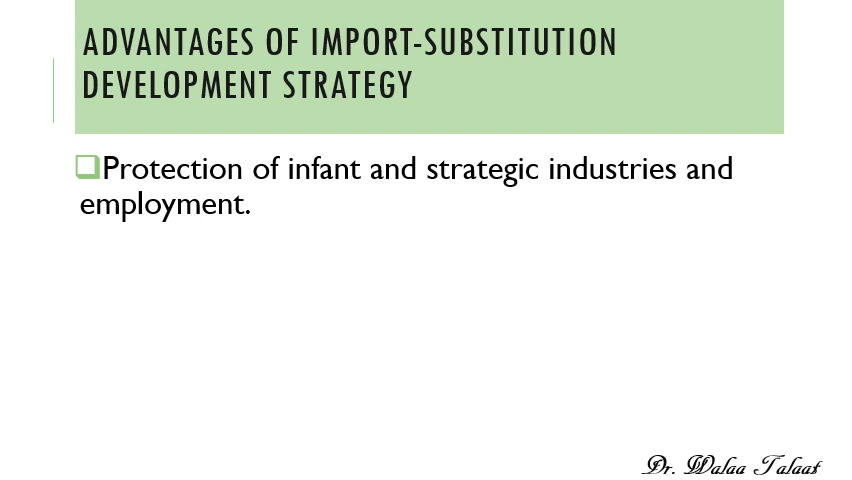 ADVANTAGES OF IMPORT-SUBSTITUTION
DEVELOPMENT STRATEGY
❑Protection of infant and strategic industries and
employment.
Dr. Walaa Talaat